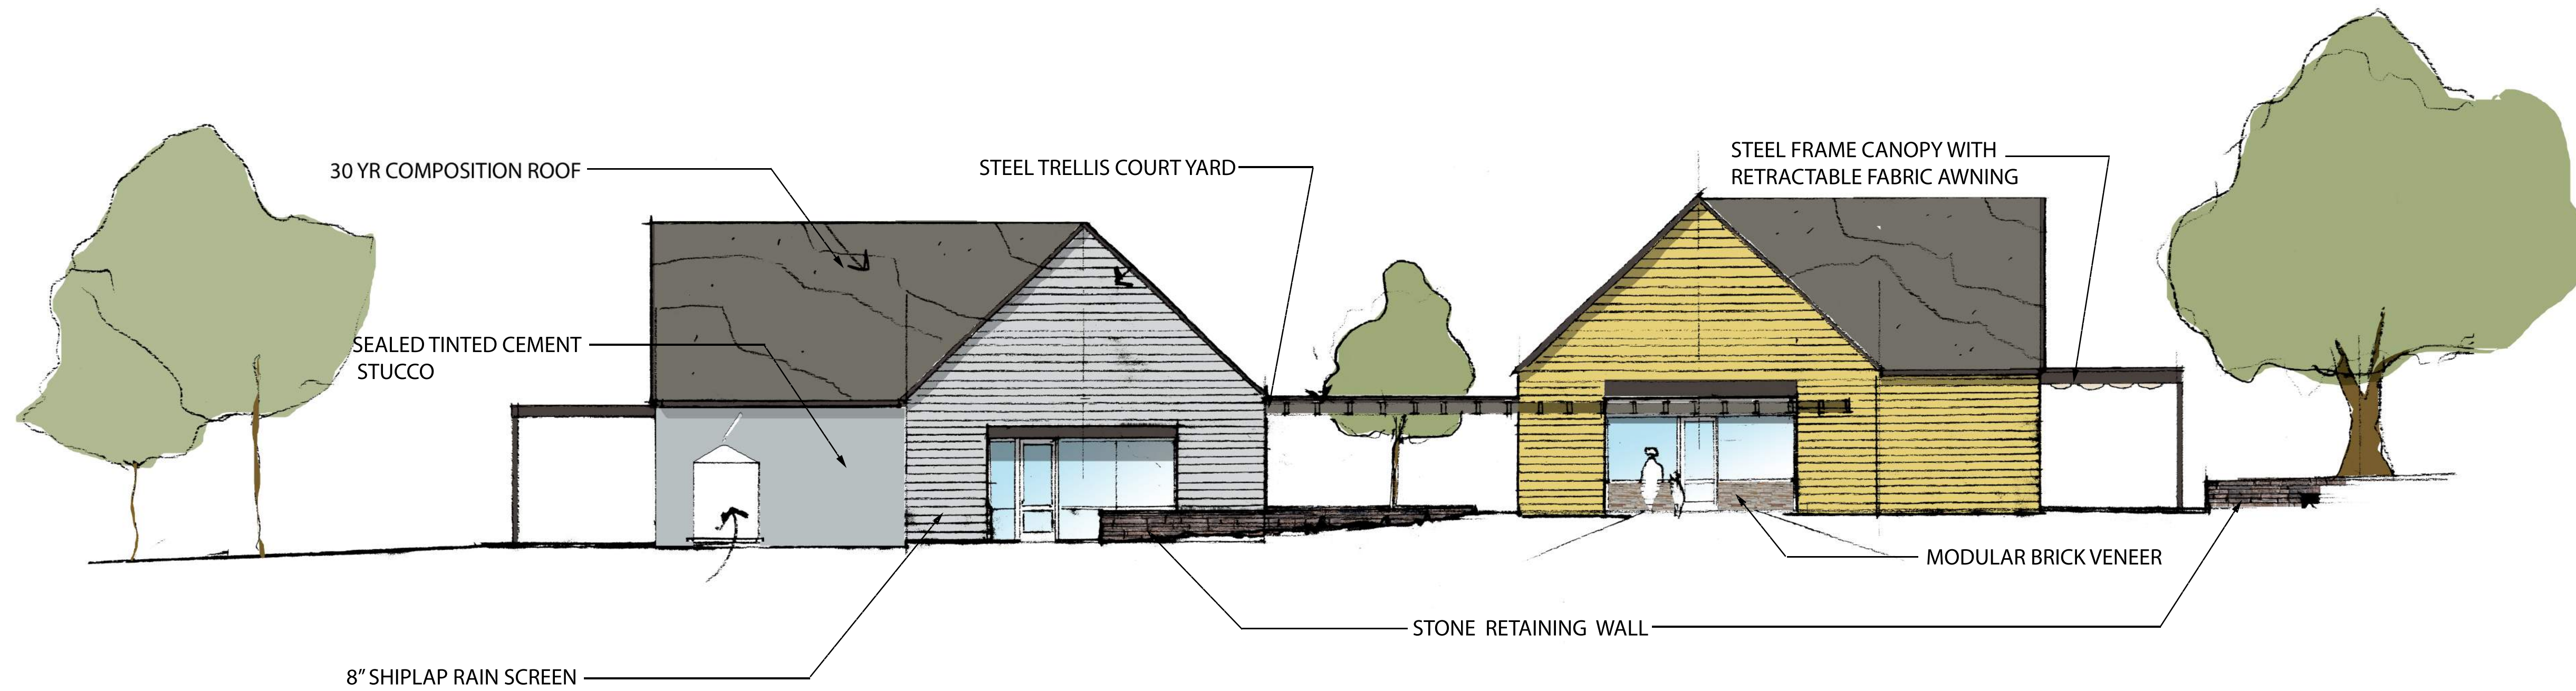 STEEL FRAME CANOPY WITH
RETRACTABLE FABRIC AWNING
30 YR COMPOSITION ROOF
STEEL TRELLIS COURT YARD
SEALED TINTED CEMENT
STUCCO
MODULAR BRICK VENEER
STONE RETAINING WALL
8" SHIPLAP RAIN SCREEN